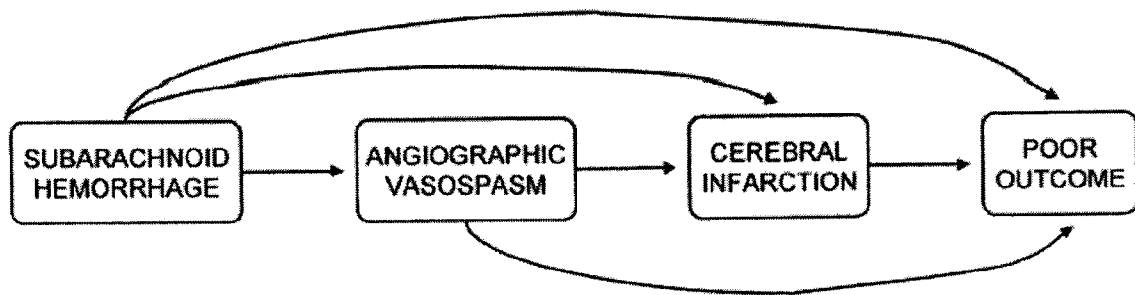 SUBARACHNOID
HEMORRHAGE
ANGIOGRAPHIC
VASOSPASM
CEREBRAL
INFARCTION
POOR
OUTCOME